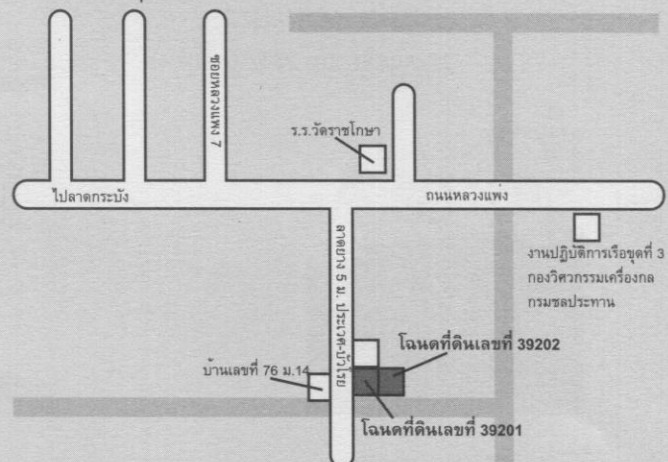 ซอยหลวงแพ่ง 7
ร.ร.วัดราชโกษา
ไปลาดกระบัง
ถนนหลวงแพ่ง
งานปฏิบัติการเรือขุดที่ 3
กองวิศวกรรมเครื่องกล
กรมชลประทาน
ลาดยาง 5 ม. ประเวศ-บัวโรย
โฉนดที่ดินเลขที่ 39202
บ้านเลขที่ 76 ม.14
โฉนดที่ดินเลขที่ 39201